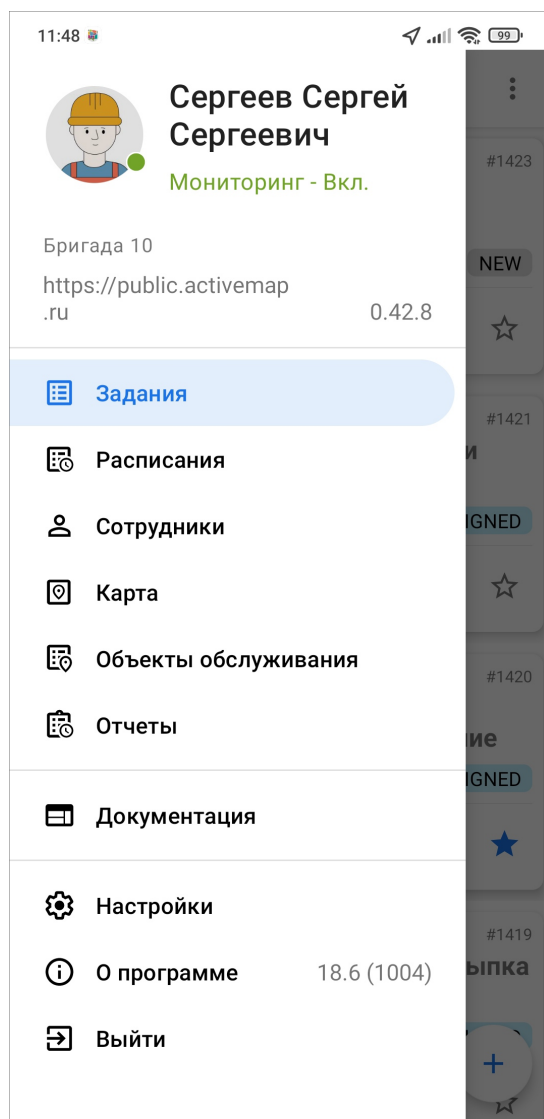 11:48
99
Сергеев Сергей
Сергеевич
Мониторинг - Вкл.
Бригада 10
https://public.activemap
.ru
0.42.8
#1423
NEW
Задания
#1421
Расписания
и
IGNED
Сотрудники
Карта
Объекты обслуживания
#1420
Отчеты
ие
IGNED
Документация
Настройки
#1419
О программе
18.6 (1004)
ыпка
Выйти